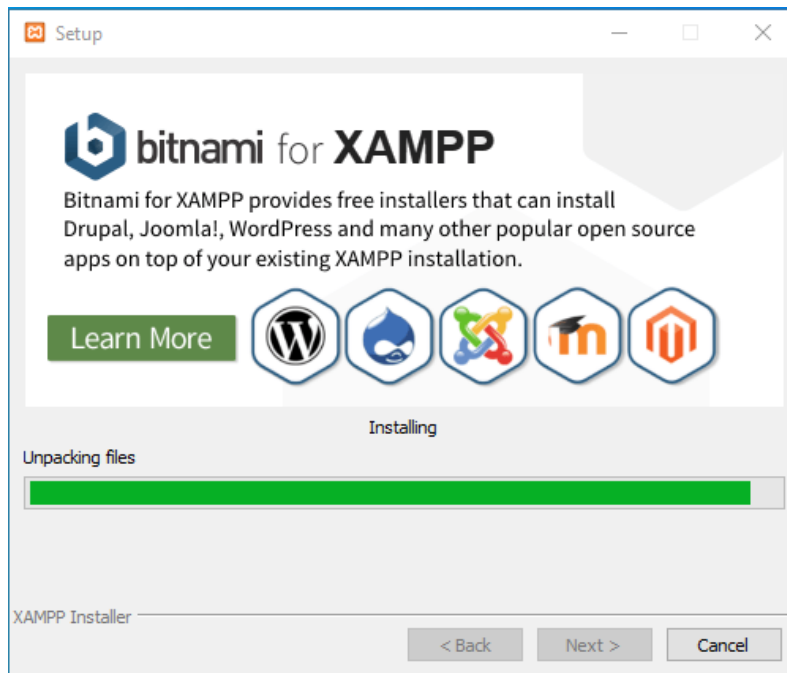 Setup
bitnami for XAMPP
Bitnami for XAMPP provides free installers that can install
Drupal, Joomla!, WordPress and many other popular open source
apps on top of your existing XAMPP installation.
Learn More
Installing
Unpacking files
XAMPP Installer
< Back
Next >
Cancel